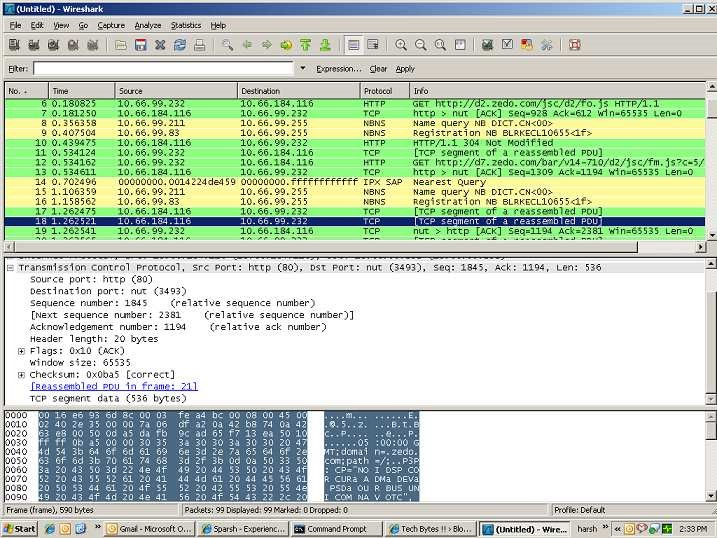 (Untitled) - Wireshark
File Edit View Go Capture Analyze Statistics Help
Filter: Expression... Clear Apply
No. . Time Source Destination Protocol Info
6 0.180825 10.66.99.232 10.66.184.116 HTTP GET http://d2.zedo.com/jsc/d2/fo.js HTTP/1.1
7 0.181250 10.66.184.116 10.66.99.232 TCP http > nut [ACK] Seq=928 Ack=612 Win=65535 Len=0
8 0.356358 10.66.99.211 10.66.99.255 NBNS Name query NB DICT.CN<00>
9 0.407504 10.66.99.83 10.66.99.255 NBNS Registration NB BLRKECL10655<1f>
10 0.439475 10.66.184.116 10.66.99.232 HTTP HTTP/1.1 304 Not Modified
11 0.534124 10.66.184.116 10.66.99.232 TCP [TCP segment of a reassembled PDU]
12 0.534162 10.66.99.232 10.66.184.116 HTTP GET http://d7.zedo.com/bar/v14-710/d2/jsc/fm.js?c=5/
13 0.534611 10.66.184.116 10.66.99.232 TCP http > nut [ACK] Seq=1309 Ack=1194 Win=65535 Len=0
14 0.702496 00000000.0014224de459 00000000.ffffffffffff IPX SAP Nearest Query
15 1.106359 10.66.99.211 10.66.99.255 NBNS Name query NB DICT.CN<00>
16 1.158562 10.66.99.83 10.66.99.255 NBNS Registration NB BLRKECL10655<1f>
17 1.262475 10.66.184.116 10.66.99.232 TCP [TCP segment of a reassembled PDU]
18 1.262521 10.66.184.116 10.66.99.232 TCP [TCP segment of a reassembled PDU]
19 1.262541 10.66.99.232 10.66.184.116 TCP nut > http [ACK] Seq=1194 Ack=2381 Win=65535 Len=0
Transmission Control Protocol, Src Port: http (80), Dst Port: nut (3493), Seq: 1845, Ack: 1194, Len: 536
Source port: http (80)
Destination port: nut (3493)
Sequence number: 1845 (relative sequence number)
[Next sequence number: 2381 (relative sequence number)]
Acknowledgement number: 1194 (relative ack number)
Header length: 20 bytes
Flags: 0x10 (ACK)
Window size: 65535
Checksum: 0x0ba5 [correct]
[Reassembled PDU in frame: 21]
TCP segment data (536 bytes)
0000 00 16 e6 93 6d 8c 00 03 fe a4 bc 00 08 00 45 00 ....m... ......E.
0010 02 40 2e 35 00 00 7a 06 df a2 0a 42 b8 74 0a 42 .@.5..z. ...B.t.B
0020 63 e8 00 50 0d a5 da fb 9c ad 65 f7 13 ea 50 10 c..P.... ..e...P.
0030 ff ff 0b a5 00 00 30 35 3a 30 30 3a 30 30 20 47 ......05 :00:00 G
0040 4d 54 3b 64 6f 6d 61 69 6e 3d 2e 7a 65 64 6f 2e MT;domai n=.zedo.
0050 63 6f 6d 3b 70 61 74 68 3d 2f 3b 0d 0a 50 33 50 com;path =/;..P3P
0060 3a 20 43 50 3d 22 4e 4f 49 20 44 53 50 20 43 4f : CP="NO I DSP CO
0070 52 20 43 55 52 61 20 41 44 4d 61 20 44 45 56 61 R CURa A DMa DEVa
0080 20 50 53 44 61 20 4f 55 52 20 42 55 53 20 55 4e PSDa OU R BUS UN
0090 49 20 43 4f 4d 20 4e 41 56 20 4f 54 43 22 2c 20 I COM NA V OTC",
Frame (frame), 590 bytes Packets: 99 Displayed: 99 Marked: 0 Dropped: 0 Profile: Default
Start Gmail - Microsoft O... Sparsh - Experienc... Command Prompt Tech Bytes !! › Blo... (Untitled) - Wire... harsh » 2:33 PM